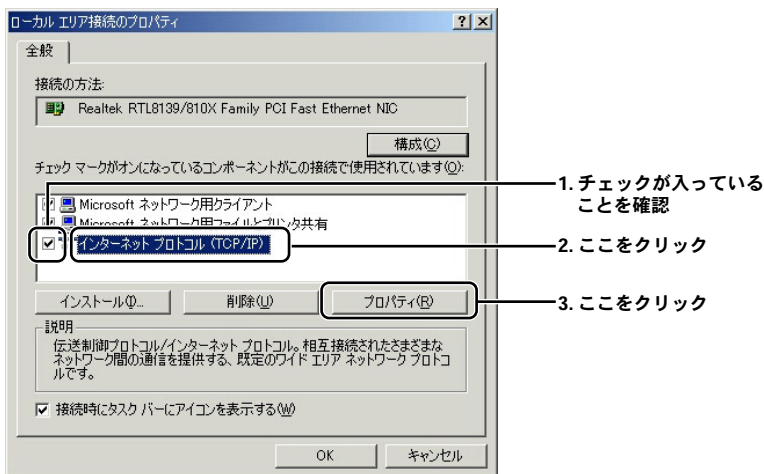 ローカル エリア接続のプロパティ
全般
接続の方法:
Realtek RTL8139/810X Family PCI Fast Ethernet NIC
構成(C)
チェック マークがオンになっているコンポーネントがこの接続で使用されています(O):
Microsoft ネットワーク用クライアント
Microsoft ネットワーク用ファイルとプリンタ共有
インターネット プロトコル (TCP/IP)
インストール(I)...
削除(U)
プロパティ(R)
説明
伝送制御プロトコル/インターネット プロトコル。相互接続されたさまざまな
ネットワーク間の通信を提供する、既定のワイド エリア ネットワーク プロトコ
ルです。
接続時にタスク バーにアイコンを表示する(W)
OK
キャンセル
1. チェックが入っている
ことを確認
2. ここをクリック
3. ここをクリック